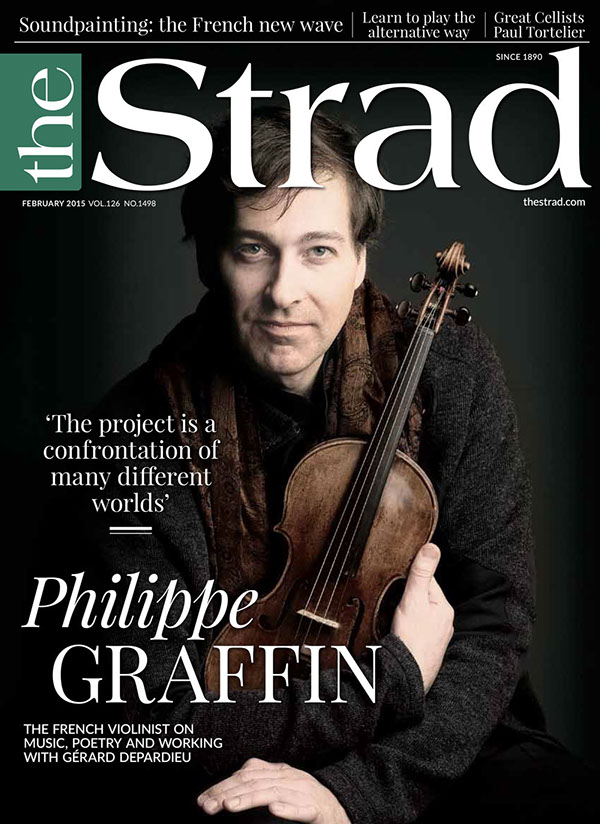 Soundpainting: the French new wave
Learn to play the
alternative way
Great Cellists
Paul Tortelier
SINCE 1890
the Strad
FEBRUARY 2015 VOL.126 NO.1498
thestrad.com
‘The project is a
confrontation of
many different
worlds’
Philippe
GRAFFIN
THE FRENCH VIOLINIST ON
MUSIC, POETRY AND WORKING
WITH GÉRARD DEPARDIEU